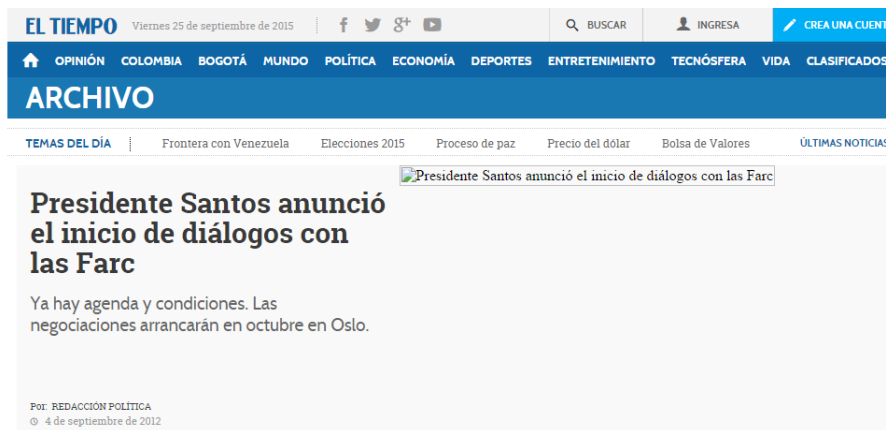 EL TIEMPO Viernes 25 de septiembre de 2015 BUSCAR INGRESA CREA UNA CUENT
OPINIÓN COLOMBIA BOGOTÁ MUNDO POLÍTICA ECONOMÍA DEPORTES ENTRETENIMIENTO TECNÓSFERA VIDA CLASIFICADOS
ARCHIVO
TEMAS DEL DÍA Frontera con Venezuela Elecciones 2015 Proceso de paz Precio del dólar Bolsa de Valores ÚLTIMAS NOTICIAS
Presidente Santos anunció el inicio de diálogos con las Farc
Presidente Santos anunció
el inicio de diálogos con
las Farc
Ya hay agenda y condiciones. Las
negociaciones arrancarán en octubre en Oslo.
Por: REDACCIÓN POLÍTICA
4 de septiembre de 2012